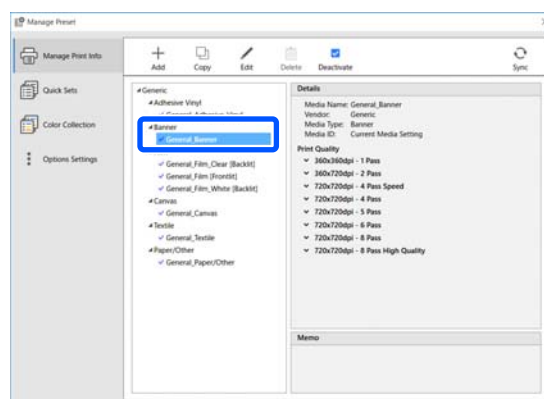 Manage Preset
Manage Print Info
Quick Sets
Color Collection
Options Settings
Add
Copy
Edit
Delete
Deactivate
Sync
Generic
Adhesive Vinyl
Banner
General_Banner
General_Film_Clear [Backlit]
General_Film [Frontlit]
General_Film_White [Backlit]
Canvas
General_Canvas
Textile
General_Textile
Paper/Other
General_Paper/Other
Details
Media Name: General_Banner
Vendor: Generic
Media Type: Banner
Media ID: Current Media Setting
Print Quality
360x360dpi - 1 Pass
360x720dpi - 2 Pass
720x720dpi - 4 Pass Speed
720x720dpi - 4 Pass
720x720dpi - 5 Pass
720x720dpi - 6 Pass
720x720dpi - 8 Pass
720x720dpi - 8 Pass High Quality
Memo